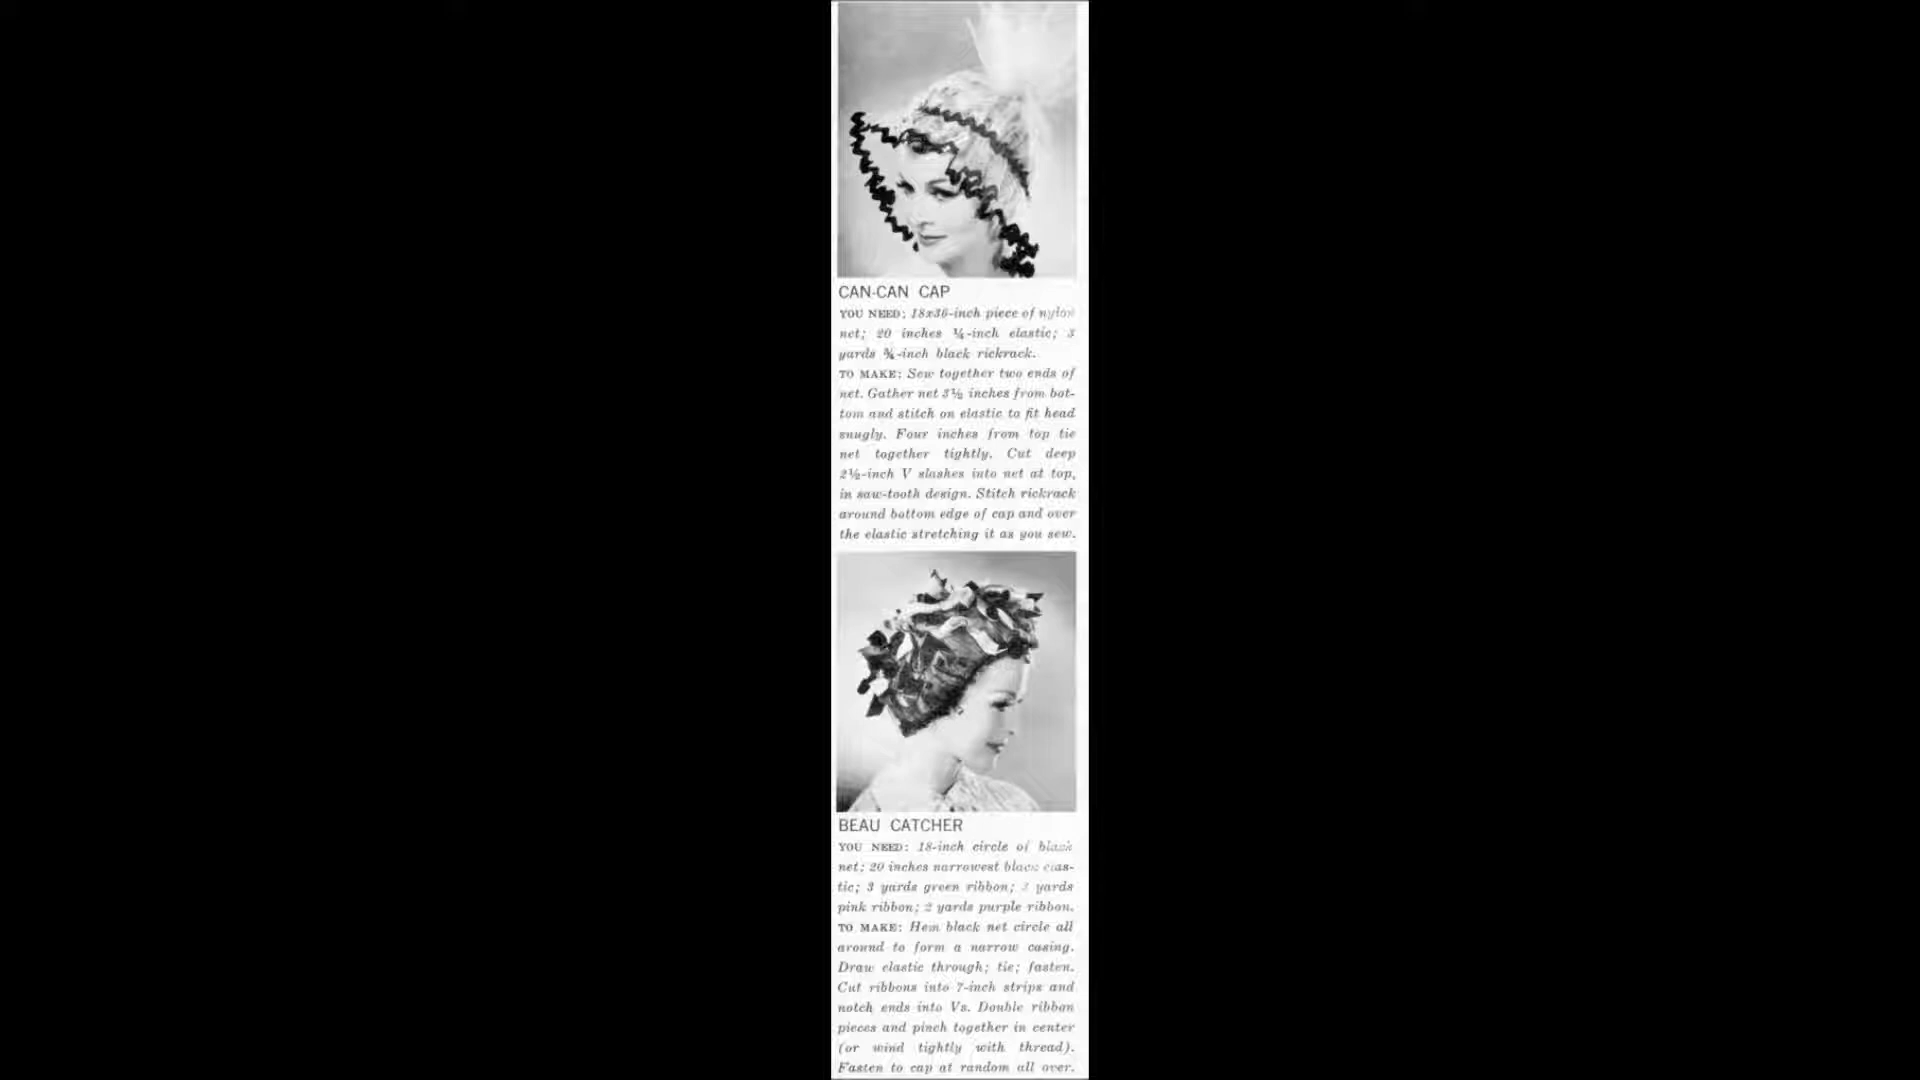 CAN-CAN CAP
YOU NEED: 18x36-inch piece of nylon
net; 20 inches ¼-inch elastic; 3
yards ¾-inch black rickrack.
TO MAKE: Sew together two ends of
net. Gather net 3½ inches from bot-
tom and stitch on elastic to fit head
snugly. Four inches from top tie
net together tightly. Cut deep
2½-inch V slashes into net at top,
in saw-tooth design. Stitch rickrack
around bottom edge of cap and over
the elastic stretching it as you sew.
BEAU CATCHER
YOU NEED: 18-inch circle of black
net; 20 inches narrowest black elas-
tic; 3 yards green ribbon; yards
pink ribbon; 2 yards purple ribbon.
TO MAKE: Hem black net circle all
around to form a narrow casing.
Draw elastic through; tie; fasten.
Cut ribbons into 7-inch strips and
notch ends into Vs. Double ribbon
pieces and pinch together in center
(or wind tightly with thread).
Fasten to cap at random all over.